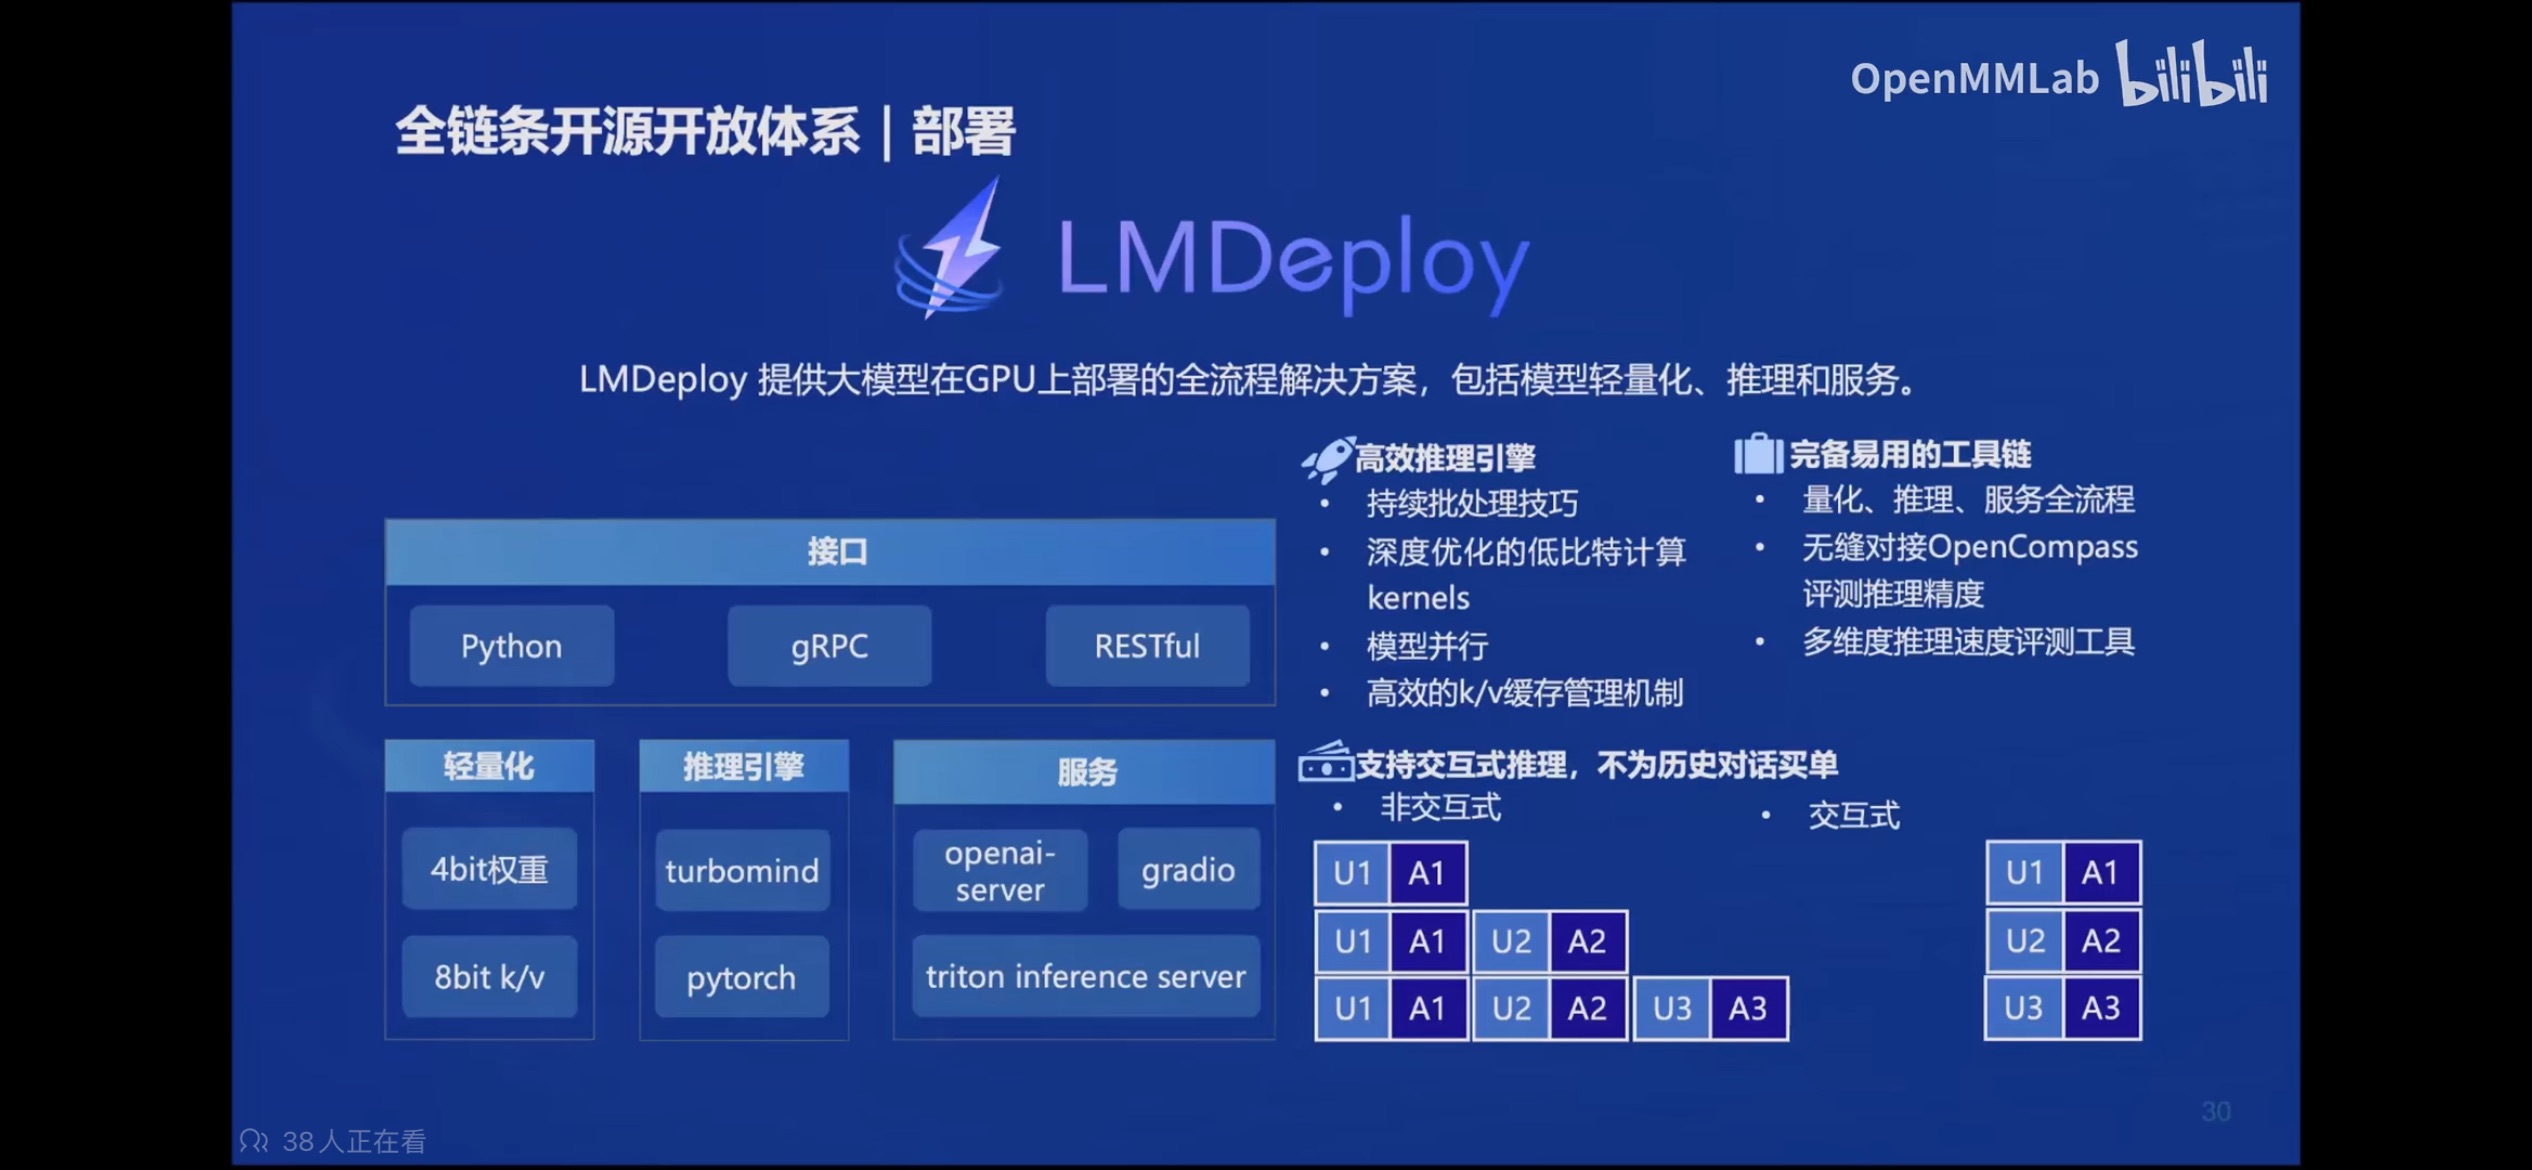 OpenMMLab bilibili
全链条开源开放体系｜部署
LMDeploy
LMDeploy 提供大模型在GPU上部署的全流程解决方案，包括模型轻量化、推理和服务。
接口
Python
gRPC
RESTful
轻量化
4bit权重
8bit k/v
推理引擎
turbomind
pytorch
服务
openai-
server
gradio
triton inference server
高效推理引擎
• 持续批处理技巧
• 深度优化的低比特计算
kernels
• 模型并行
• 高效的k/v缓存管理机制
完备易用的工具链
• 量化、推理、服务全流程
• 无缝对接OpenCompass
评测推理精度
• 多维度推理速度评测工具
支持交互式推理，不为历史对话买单
• 非交互式
U1 A1
U1 A1 U2 A2
U1 A1 U2 A2 U3 A3
• 交互式
U1 A1
U2 A2
U3 A3
30
38人正在看